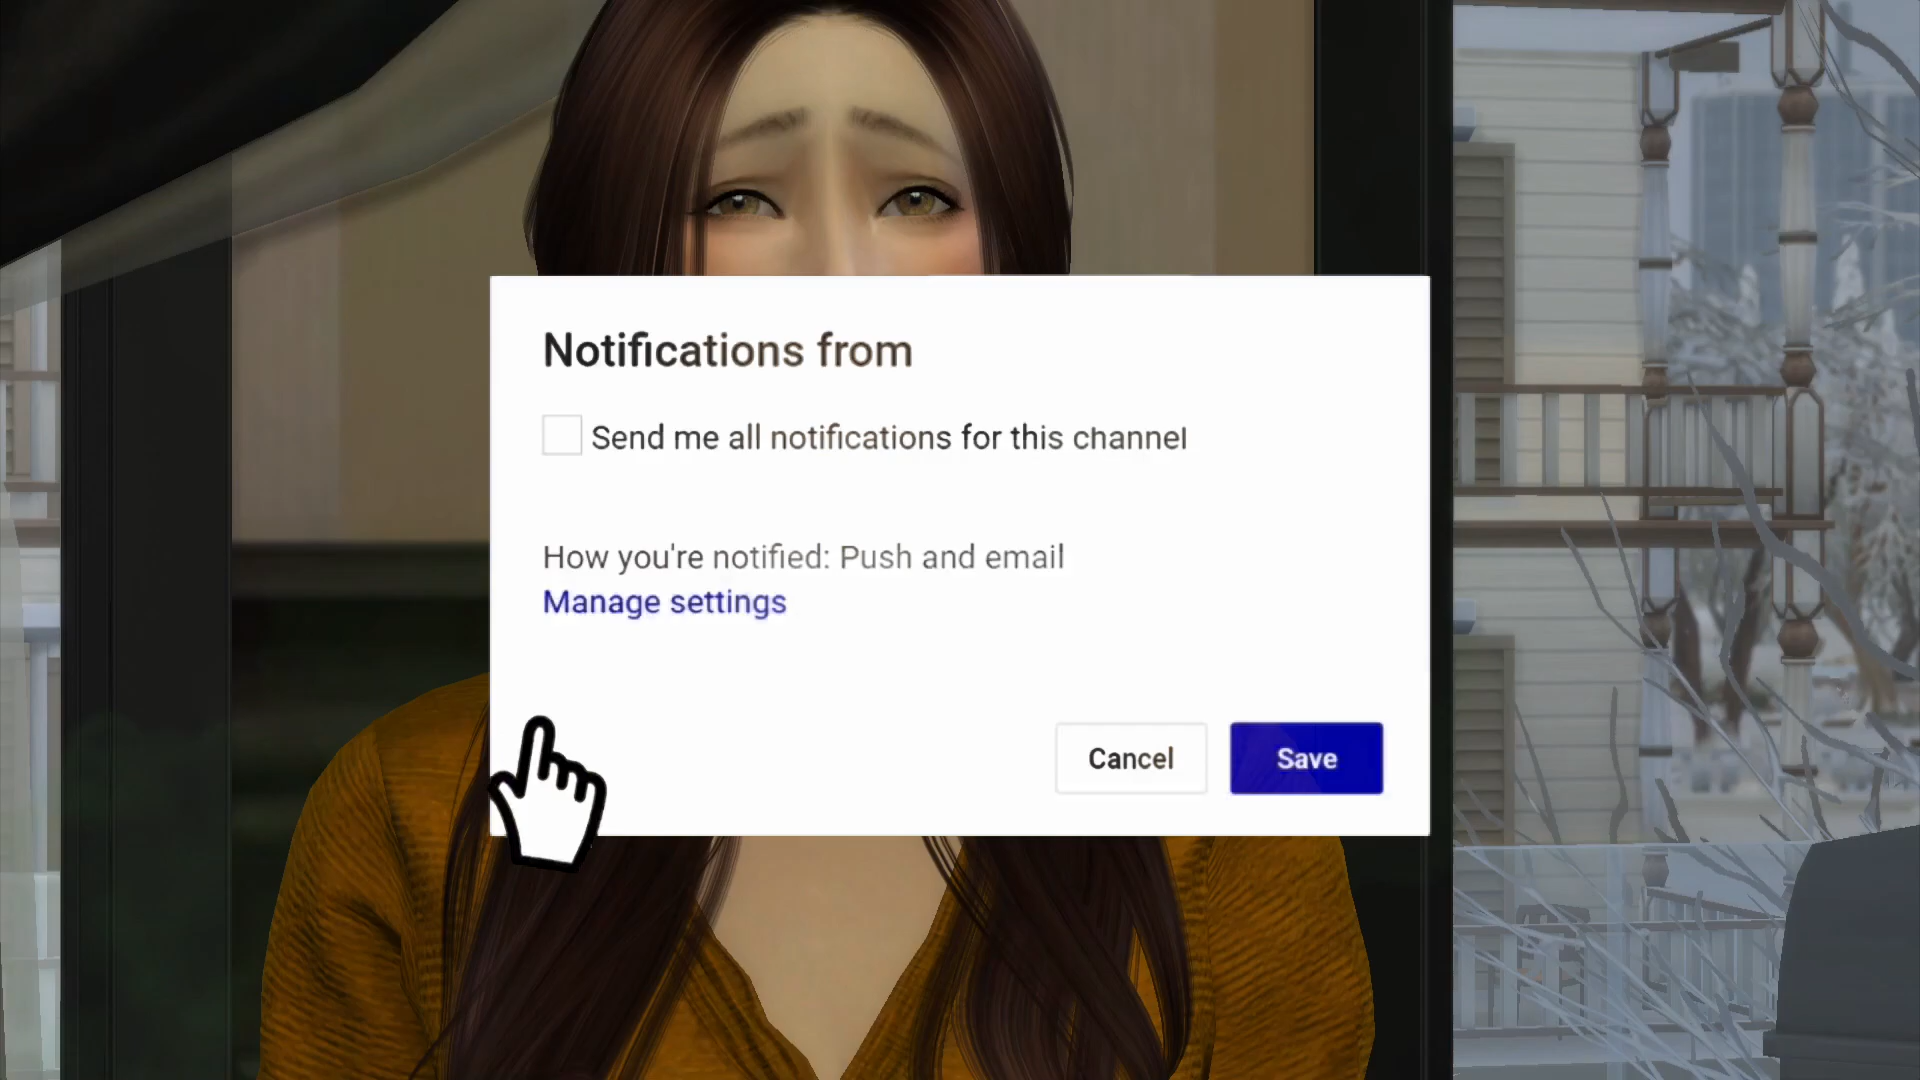 Notifications from
Send me all notifications for this channel
How you're notified: Push and email
Manage settings
Cancel
Save